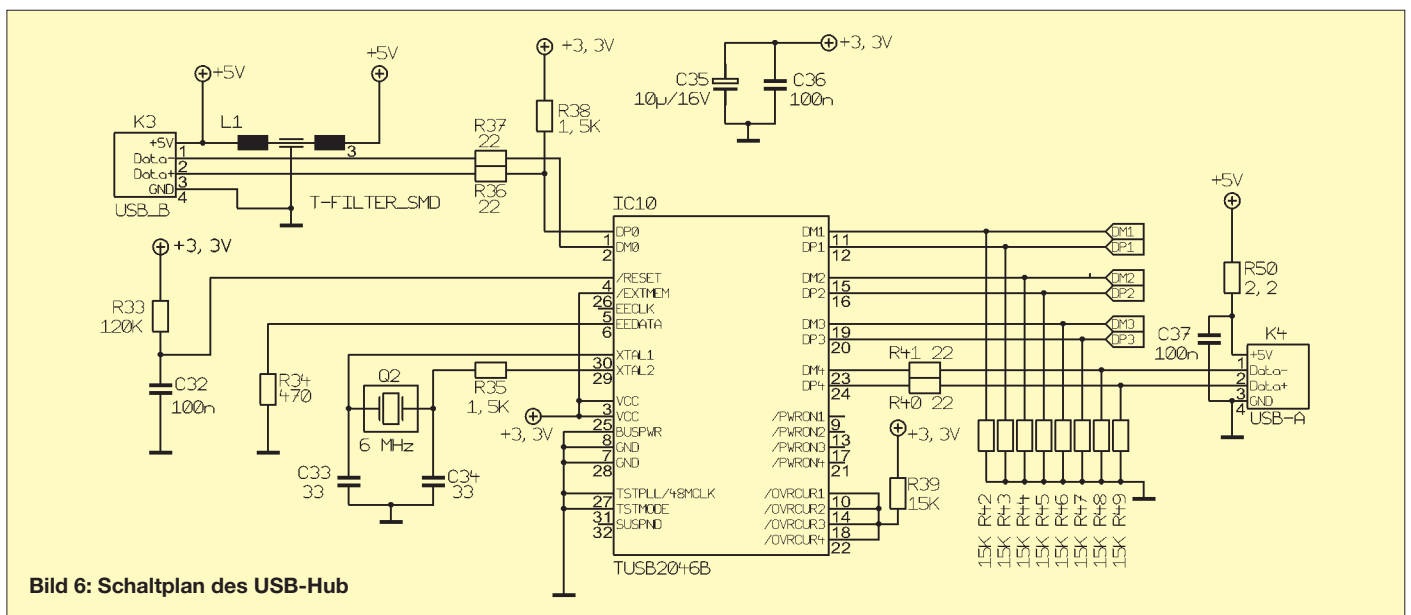 +3,3V
+3,3V
+5V
+5V
C35
10µ/16V
C36
100n
K3
L1
R38
1,5K
R37
22
+5V
1
Data-
2
Data+
3
GND
4
3
R36
22
USB_B
T-FILTER_SMD
IC10
+5V
DP0
1
DM0
2
/RESET
4
/EXTMEM
26
EECLK
5
EEDATA
6
XTAL1
30
XTAL2
29
VCC
3
VCC
25
BUSPWR
8
GND
7
GND
28
TSTPLL/48MCLK
27
TSTMODE
31
SUSPND
32
DM1
11
DP1
12
DM2
15
DP2
16
DM3
19
DP3
20
DM4
23
DP4
24
/PWRON1
9
/PWRON2
13
/PWRON3
17
/PWRON4
21
/OVRCUR1
10
/OVRCUR2
14
/OVRCUR3
18
/OVRCUR4
22
TUSB2046B
DM1
DP1
DM2
DP2
DM3
DP3
+3,3V
R33
120K
C32
100n
R34
470
Q2
6 MHz
R35
1,5K
+3,3V
C33
33
C34
33
R41 22
R40 22
+3,3V
R39
15K
R50
2,2
C37
100n
K4
+5V
1
Data-
2
Data+
3
GND
4
USB-A
15K R42
15K R43
15K R44
15K R45
15K R46
15K R47
15K R48
15K R49
Bild 6: Schaltplan des USB-Hub